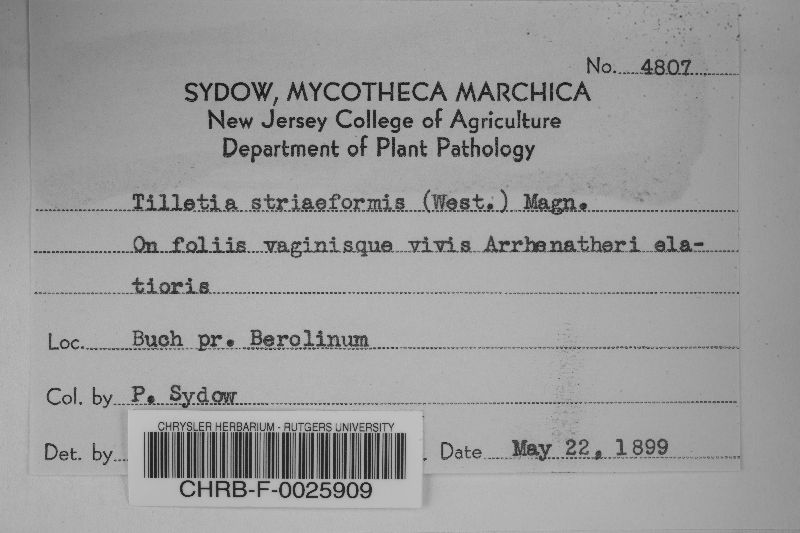 No. 4807
SYDOW, MYCOTHECA MARCHICA
New Jersey College of Agriculture
Department of Plant Pathology
Tilletia striaeformis (West.) Magn.
On foliis vaginisque vivis Arrhenatheri ela-
tioris
Loc. Buch pr. Berolinum
Col. by P. Sydow
CHRYSLER HERBARIUM - RUTGERS UNIVERSITY
Det. by Date May 22, 1899
CHRB-F-0025909